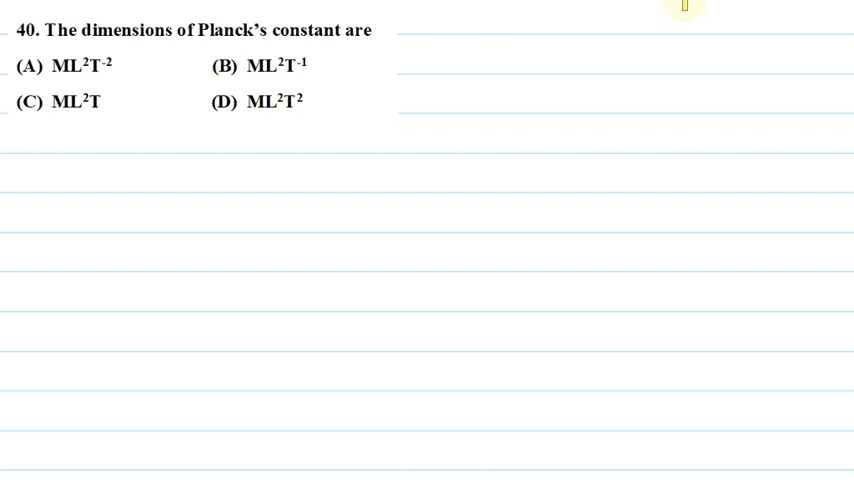 40. The dimensions of Planck’s constant are
(A) ML²T⁻² (B) ML²T⁻¹
(C) ML²T (D) ML²T²